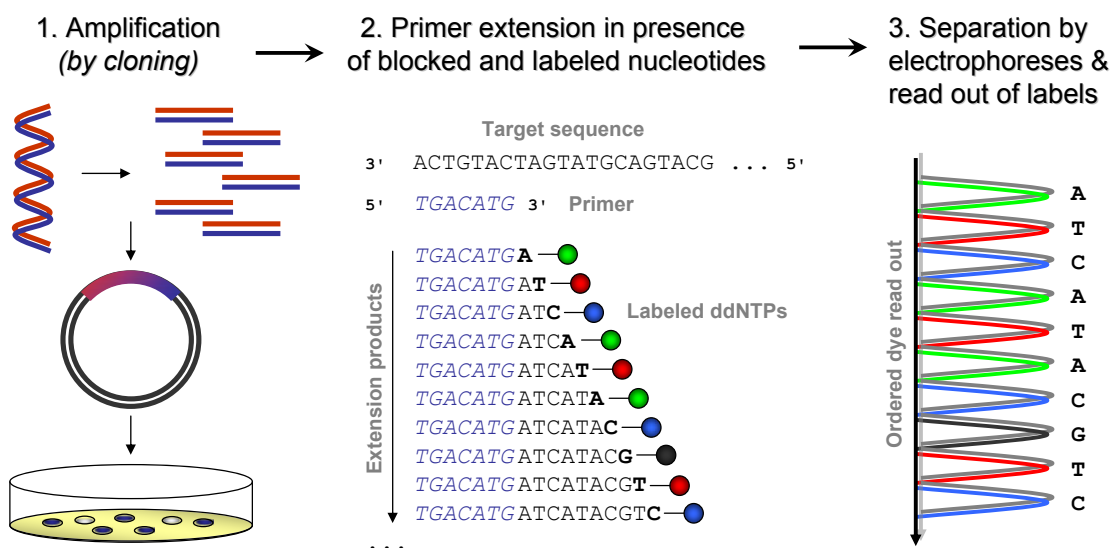 1. Amplification
(by cloning)
2. Primer extension in presence
of blocked and labeled nucleotides
3. Separation by
electrophoreses &
read out of labels
Target sequence
3' ACTGTACTAGTATGCAGTACG ... 5'
5' TGACATG 3' Primer
Extension products
TGACATGA
TGACATGAT
TGACATGATC
Labeled ddNTPs
TGACATGATCA
TGACATGATCAT
TGACATGATCATA
TGACATGATCATAC
TGACATGATCATACG
TGACATGATCATACGT
TGACATGATCATACGTC
...
Ordered dye read out
A
T
C
A
T
A
C
G
T
C